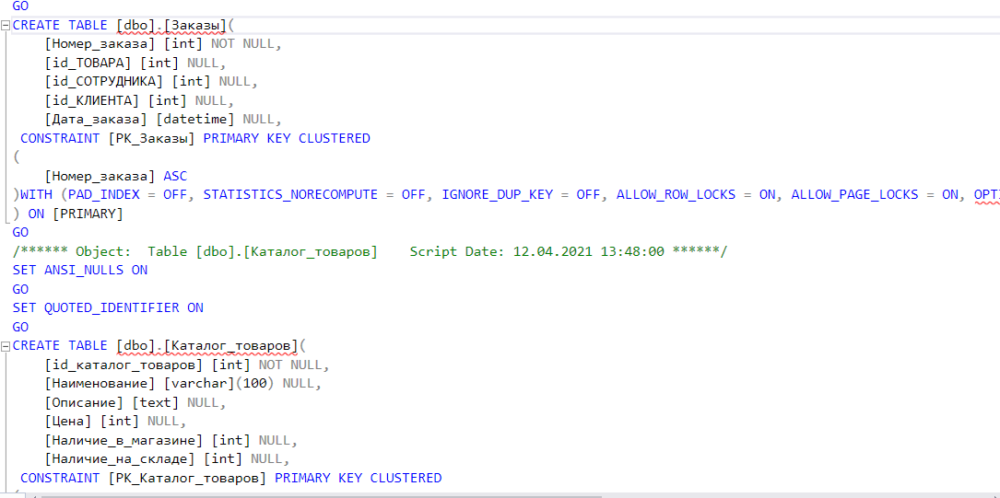 GO
CREATE TABLE [dbo].[Заказы](
[Номер_заказа] [int] NOT NULL,
[id_ТОВАРА] [int] NULL,
[id_СОТРУДНИКА] [int] NULL,
[id_КЛИЕНТА] [int] NULL,
[Дата_заказа] [datetime] NULL,
CONSTRAINT [PK_Заказы] PRIMARY KEY CLUSTERED
(
[Номер_заказа] ASC
)WITH (PAD_INDEX = OFF, STATISTICS_NORECOMPUTE = OFF, IGNORE_DUP_KEY = OFF, ALLOW_ROW_LOCKS = ON, ALLOW_PAGE_LOCKS = ON, OPTI
) ON [PRIMARY]
GO
/****** Object:  Table [dbo].[Каталог_товаров]    Script Date: 12.04.2021 13:48:00 ******/
SET ANSI_NULLS ON
GO
SET QUOTED_IDENTIFIER ON
GO
CREATE TABLE [dbo].[Каталог_товаров](
[id_каталог_товаров] [int] NOT NULL,
[Наименование] [varchar](100) NULL,
[Описание] [text] NULL,
[Цена] [int] NULL,
[Наличие_в_магазине] [int] NULL,
[Наличие_на_складе] [int] NULL,
CONSTRAINT [PK_Каталог_товаров] PRIMARY KEY CLUSTERED